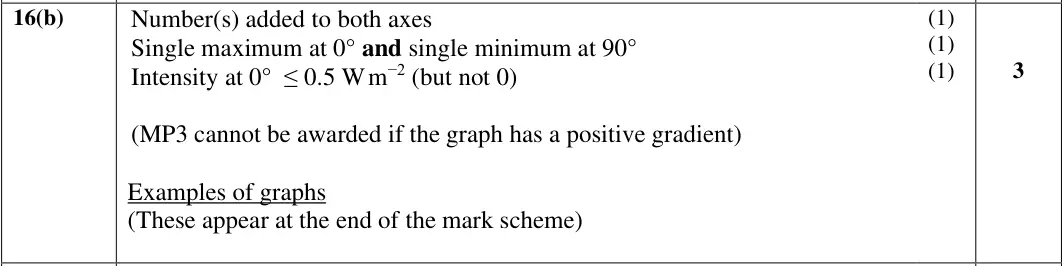 16(b) Number(s) added to both axes (1)
Single maximum at 0° and single minimum at 90° (1)
Intensity at 0° ≤ 0.5 W m⁻² (but not 0) (1) 3
(MP3 cannot be awarded if the graph has a positive gradient)
Examples of graphs
(These appear at the end of the mark scheme)